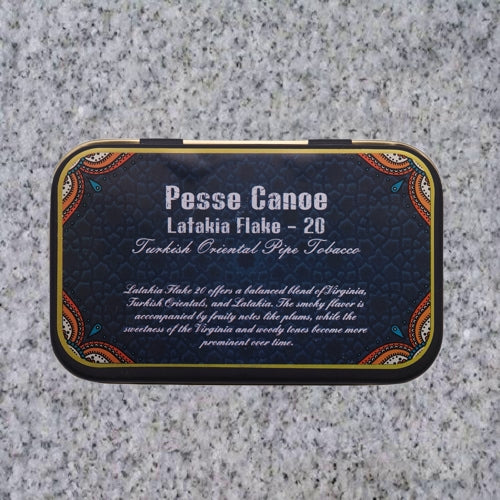 Pesse Canoe
Latakia Flake - 20
Turkish Oriental Pipe Tobacco
Latakia Flake 20 offers a balanced blend of Virginia,
Turkish Orientals, and Latakia. The smoky flavor is
accompanied by fruity notes like plums, while the
sweetness of the Virginia and woody tones become more
prominent over time.